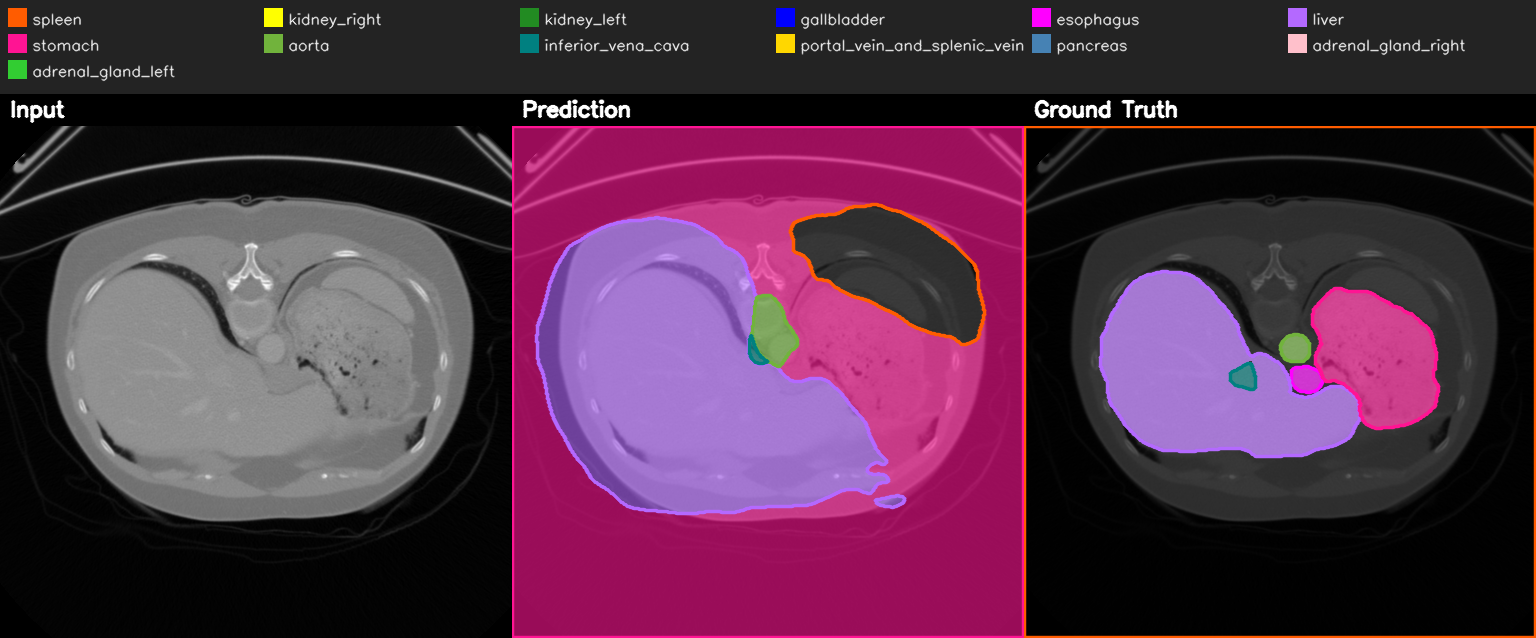 spleen kidney_right kidney_left gallbladder esophagus liver
stomach aorta inferior_vena_cava portal_vein_and_splenic_vein pancreas adrenal_gland_right
adrenal_gland_left
Input Prediction Ground Truth